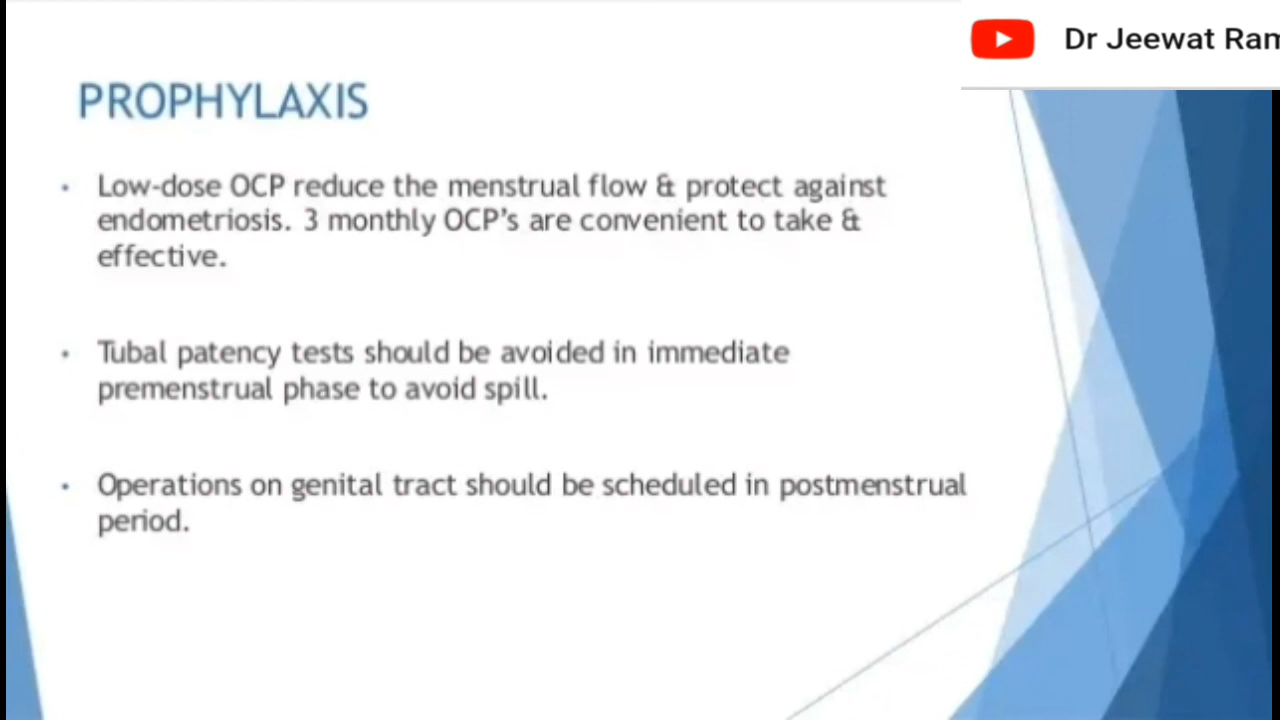 Dr Jeewat Ram
PROPHYLAXIS
• Low-dose OCP reduce the menstrual flow & protect against
endometriosis. 3 monthly OCP's are convenient to take &
effective.
• Tubal patency tests should be avoided in immediate
premenstrual phase to avoid spill.
• Operations on genital tract should be scheduled in postmenstrual
period.